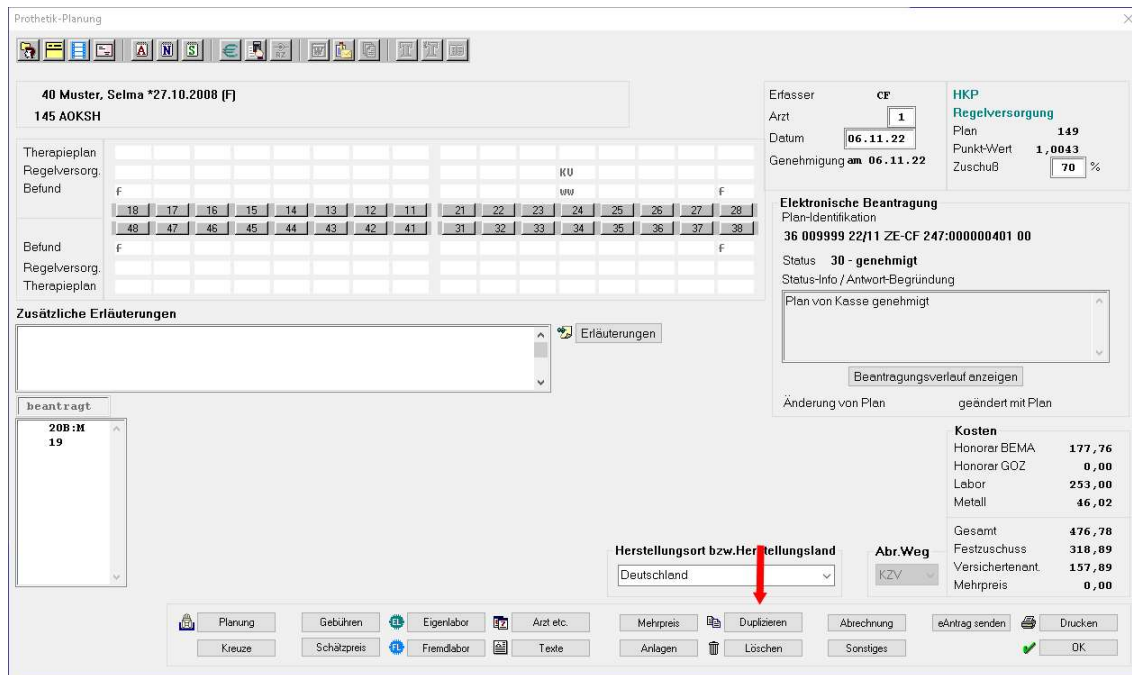 Prothetik-Planung
40 Muster, Selma *27.10.2008 (F)
145 AOKSH
Erfasser CF
Arzt 1
Datum 06.11.22
Genehmigung am 06.11.22
HKP
Regelversorgung
Plan 149
Punkt-Wert 1,0043
Zuschuß 70 %
Therapieplan
Regelversorg. KV
Befund f ww f
18 17 16 15 14 13 12 11 21 22 23 24 25 26 27 28
48 47 46 45 44 43 42 41 31 32 33 34 35 36 37 38
Befund f f
Regelversorg.
Therapieplan
Elektronische Beantragung
Plan-Identifikation
36 009999 22/11 ZE-CF 247:000000401 00
Status 30 - genehmigt
Status-Info / Antwort-Begründung
Plan von Kasse genehmigt
Beantragungsverlauf anzeigen
Änderung von Plan geändert mit Plan
Zusätzliche Erläuterungen
Erläuterungen
beantragt
20B:M
19
Kosten
Honorar BEMA 177,76
Honorar GOZ 0,00
Labor 253,00
Metall 46,02
Gesamt 476,78
Festzuschuss 318,89
Versichertenant. 157,89
Mehrpreis 0,00
Herstellungsort bzw.Her tellungsland
Deutschland
Abr.Weg
KZV
Planung Gebühren EL Eigenlabor Arzt etc. Mehrpreis Duplizieren Abrechnung eAntrag senden Drucken
Kreuze Schätzpreis FL Fremdlabor Texte Anlagen Löschen Sonstiges OK